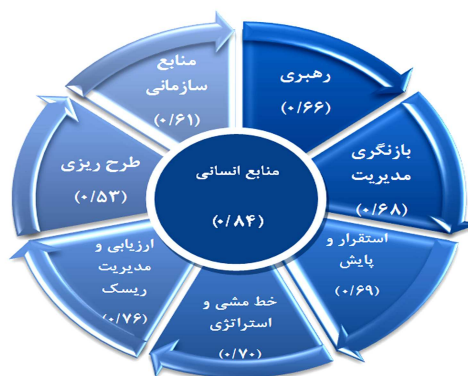 رهبری
(۰/۶۶)
بازنگری
مدیریت
(۰/۶۸)
استقرار و
پایش
(۰/۶۹)
خط مشی و
استراتژی
(۰/۷۰)
ارزیابی و
مدیریت
ریسک
(۰/۷۶)
طرح ریزی
(۰/۵۳)
منابع
سازمانی
(۰/۶۱)
منابع انسانی
(۰/۸۴)